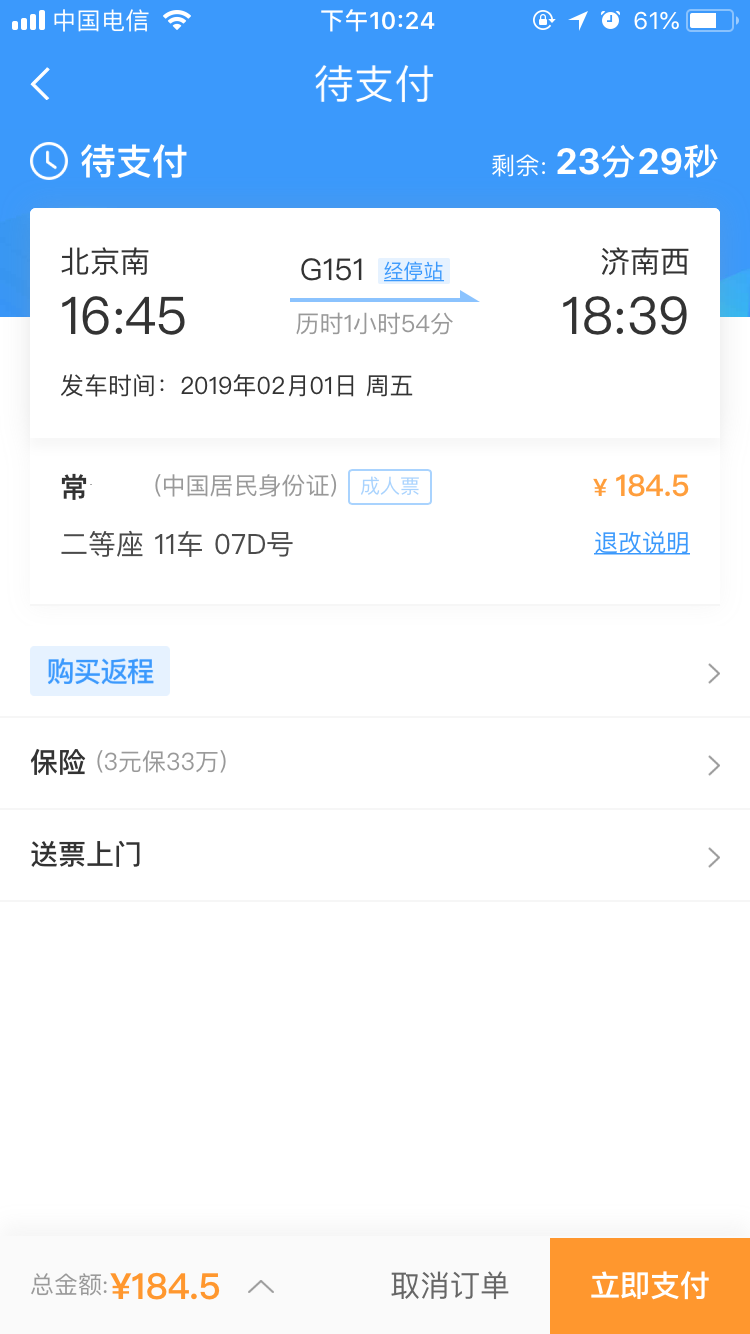 中国电信 下午10:24 61%
待支付
待支付 剩余: 23分29秒
北京南 G151 经停站 济南西
16:45 历时1小时54分 18:39
发车时间：2019年02月01日 周五
常 (中国居民身份证) 成人票 ¥ 184.5
二等座 11车 07D号 退改说明
购买返程
保险 (3元保33万)
送票上门
总金额:¥184.5 取消订单 立即支付